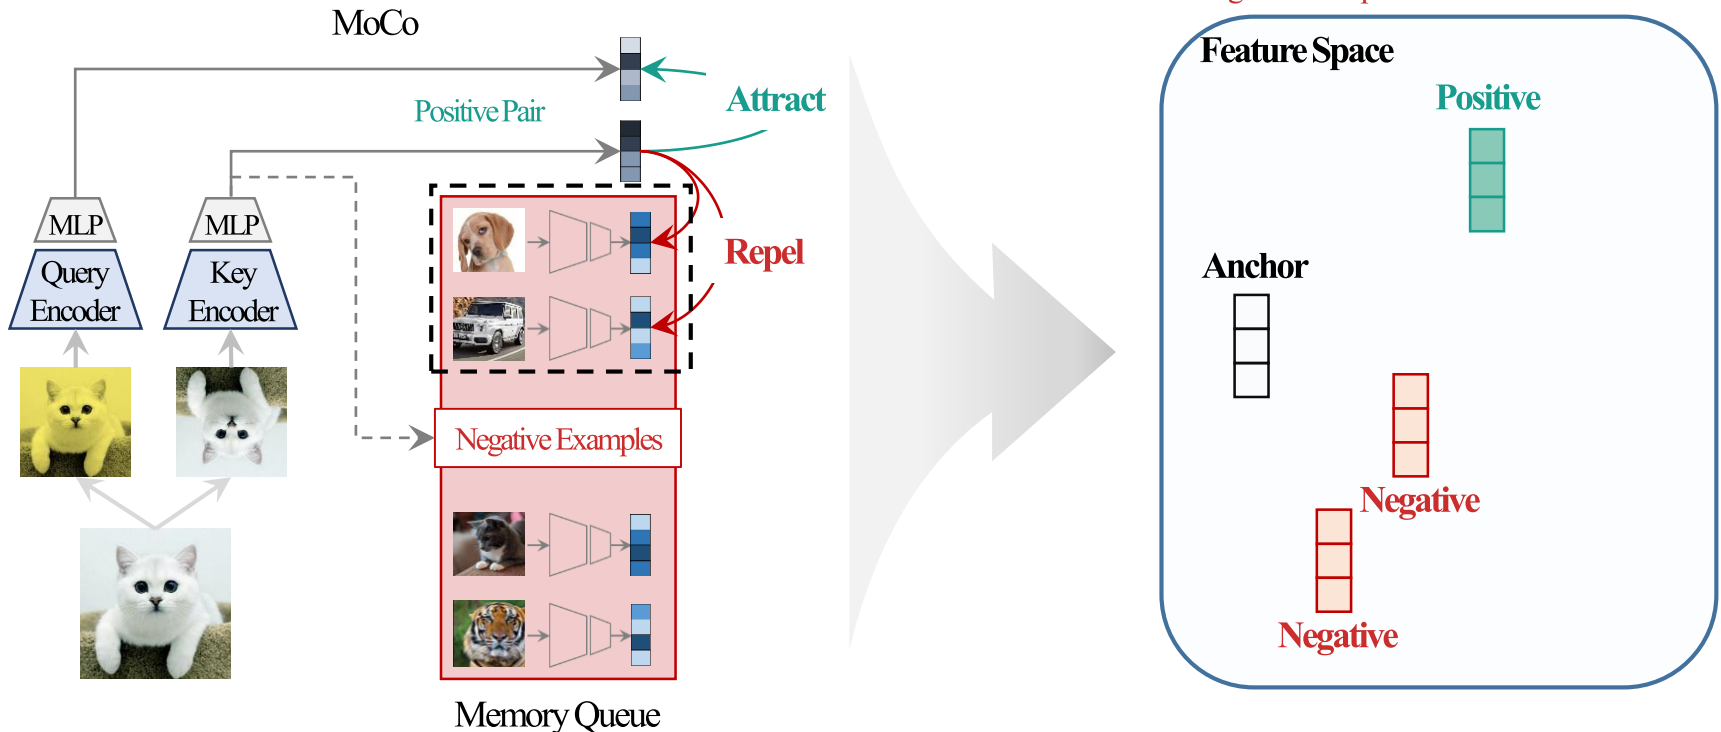 MoCo
Positive Pair
Attract
MLP
MLP
Query
Encoder
Key
Encoder
Repel
Negative Examples
Memory Queue
Feature Space
Positive
Anchor
Negative
Negative